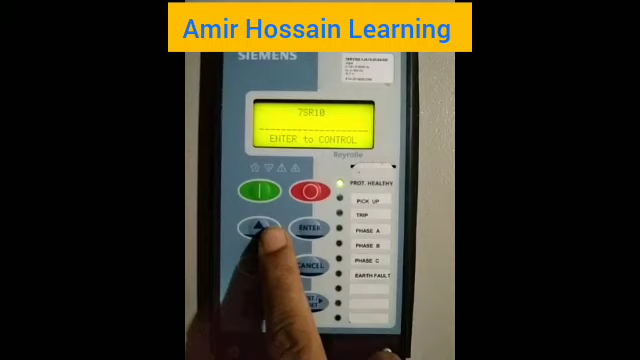 Amir Hossain Learning
SIEMENS
7SR10
ENTER to CONTROL
Reyrolle
PROT. HEALTHY
PICK UP
TRIP
ENTER
PHASE A
PHASE B
CANCEL
PHASE C
EARTH FAULT